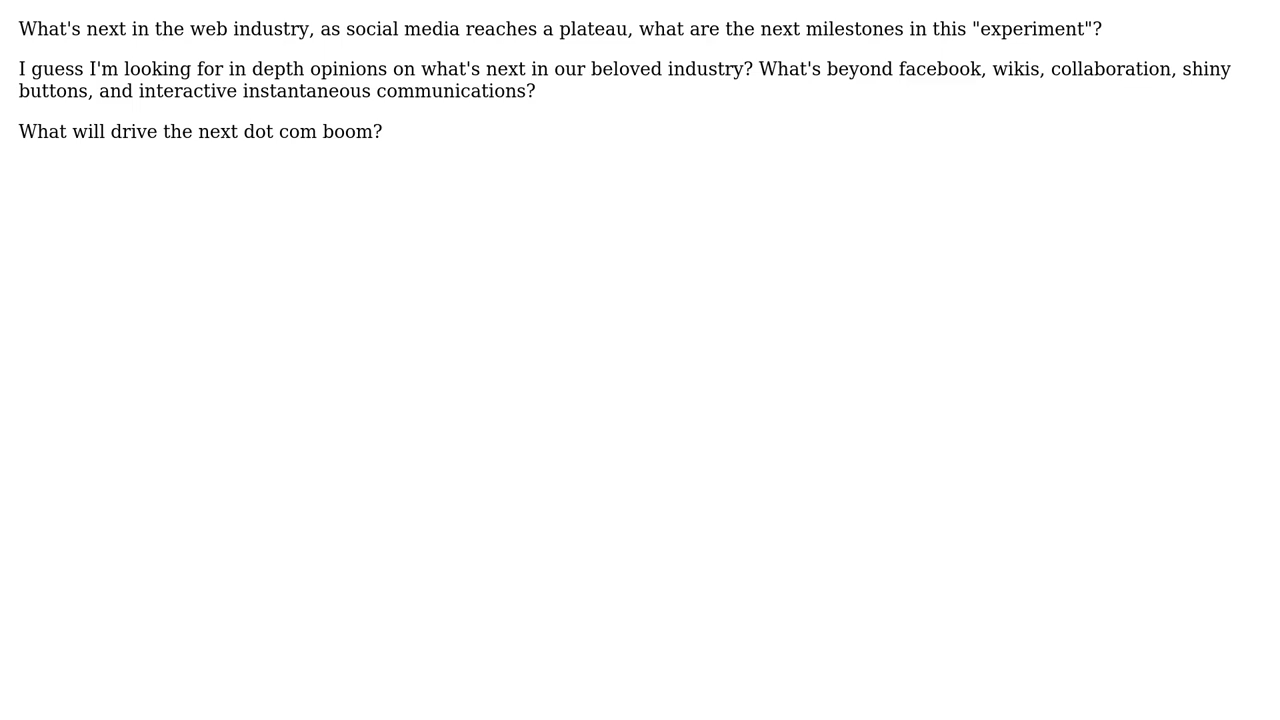 What's next in the web industry, as social media reaches a plateau, what are the next milestones in this "experiment"?
I guess I'm looking for in depth opinions on what's next in our beloved industry? What's beyond facebook, wikis, collaboration, shiny
buttons, and interactive instantaneous communications?
What will drive the next dot com boom?